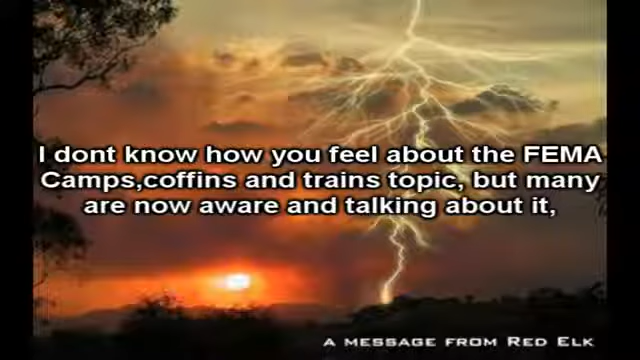 I dont know how you feel about the FEMA
Camps,coffins and trains topic, but many
are now aware and talking about it,
A MESSAGE FROM RED ELK